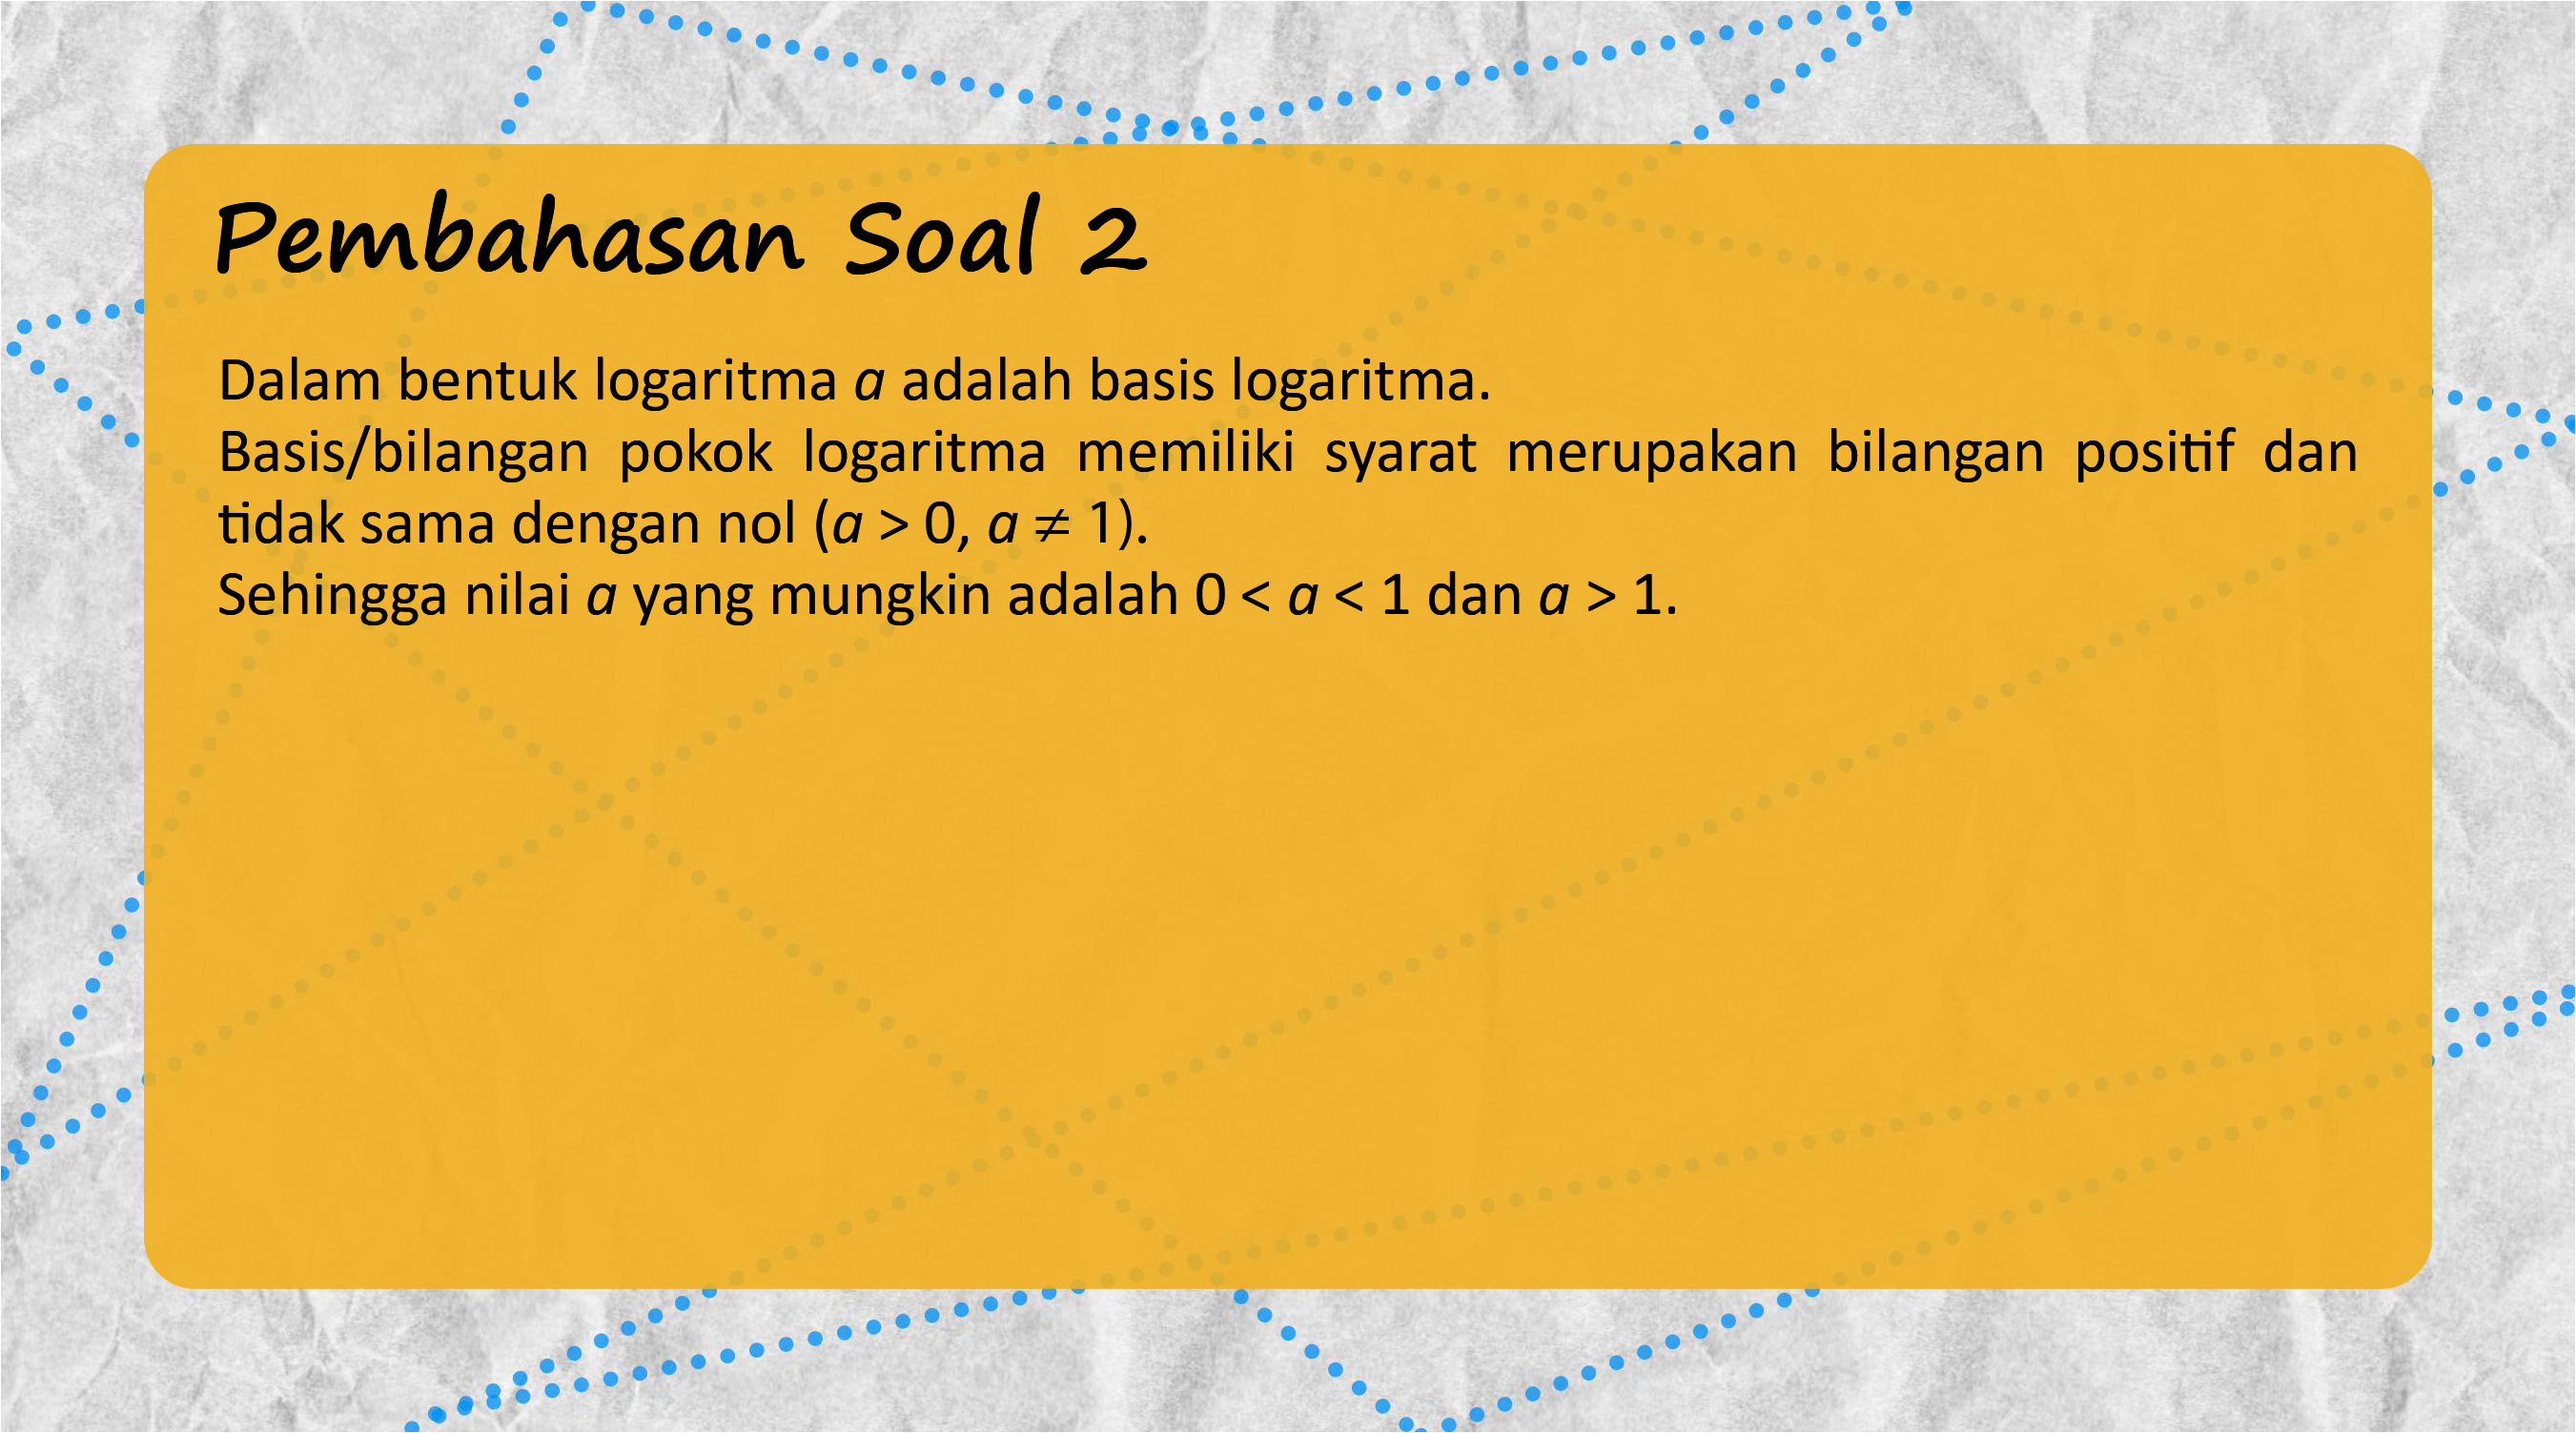 Pembahasan Soal 2
Dalam bentuk logaritma a adalah basis logaritma.
Basis/bilangan pokok logaritma memiliki syarat merupakan bilangan positif dan
tidak sama dengan nol (a > 0, a ≠ 1).
Sehingga nilai a yang mungkin adalah 0 < a < 1 dan a > 1.